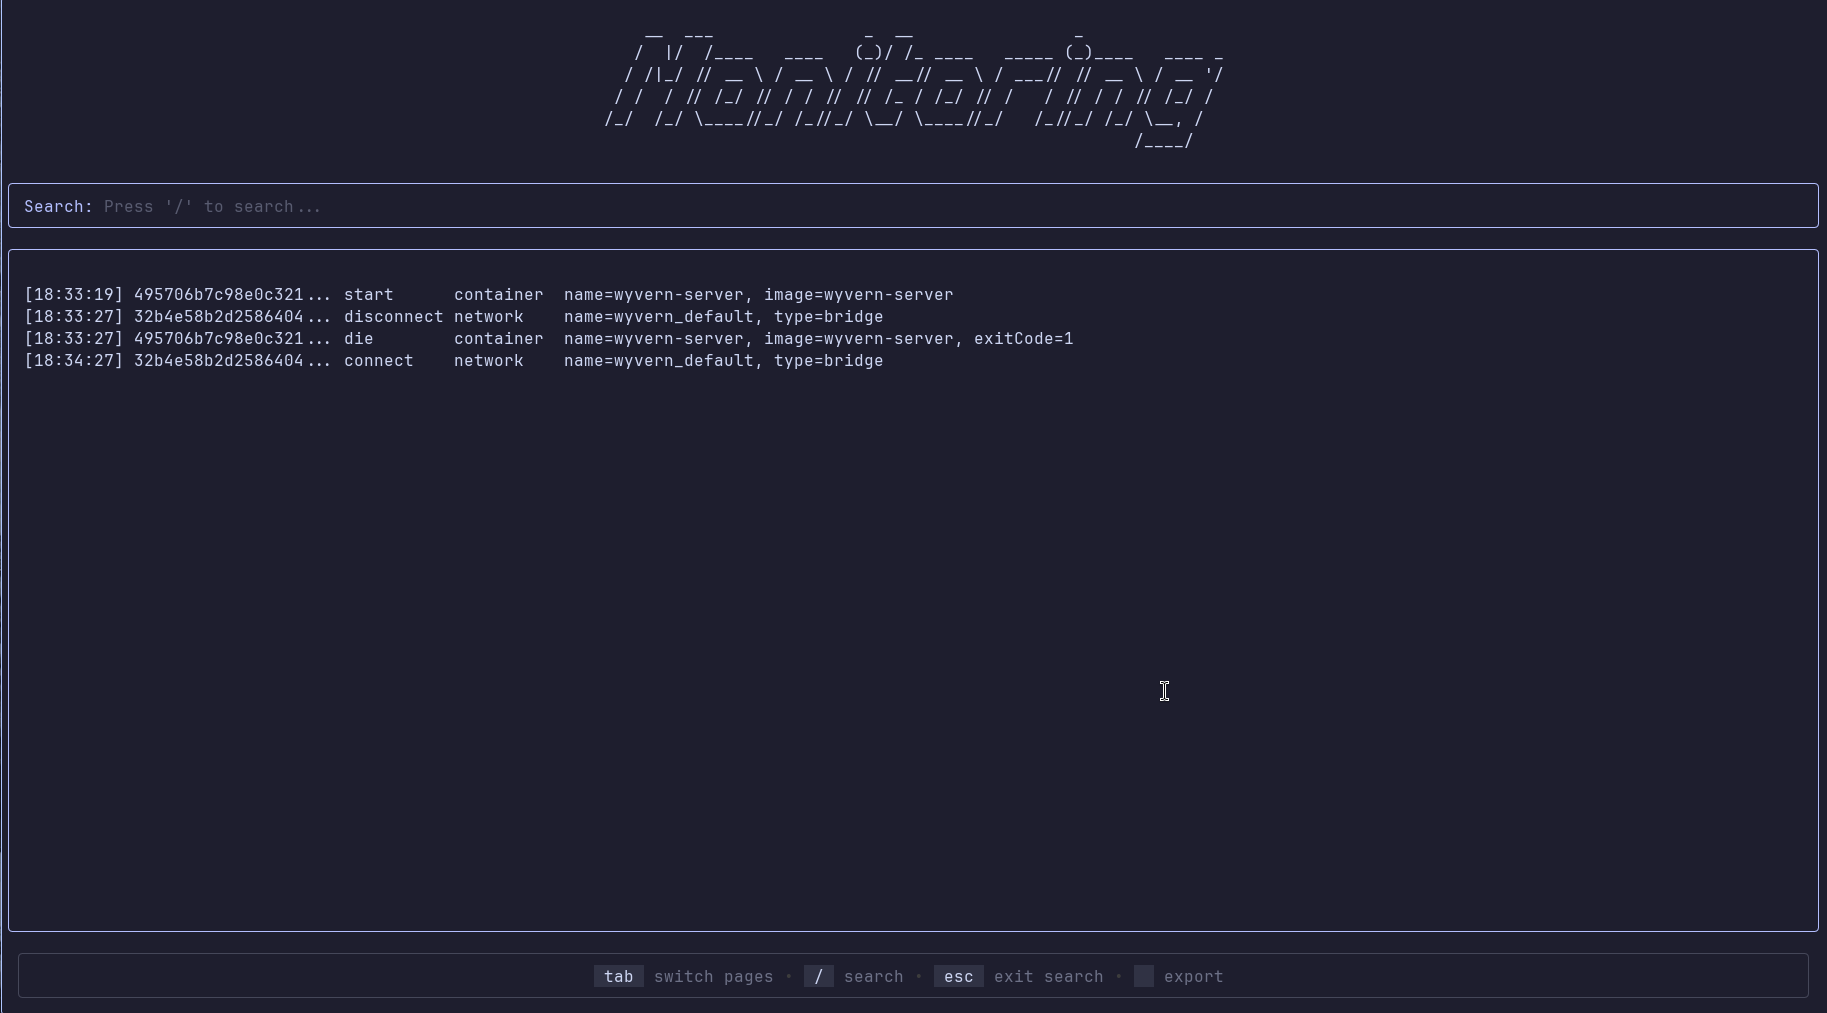 Monitoring
Search: Press '/' to search...
[18:33:19] 495706b7c98e0c321... start container name=wyvern-server, image=wyvern-server
[18:33:27] 32b4e58b2d2586404... disconnect network name=wyvern_default, type=bridge
[18:33:27] 495706b7c98e0c321... die container name=wyvern-server, image=wyvern-server, exitCode=1
[18:34:27] 32b4e58b2d2586404... connect network name=wyvern_default, type=bridge
tab switch pages • / search • esc exit search • export